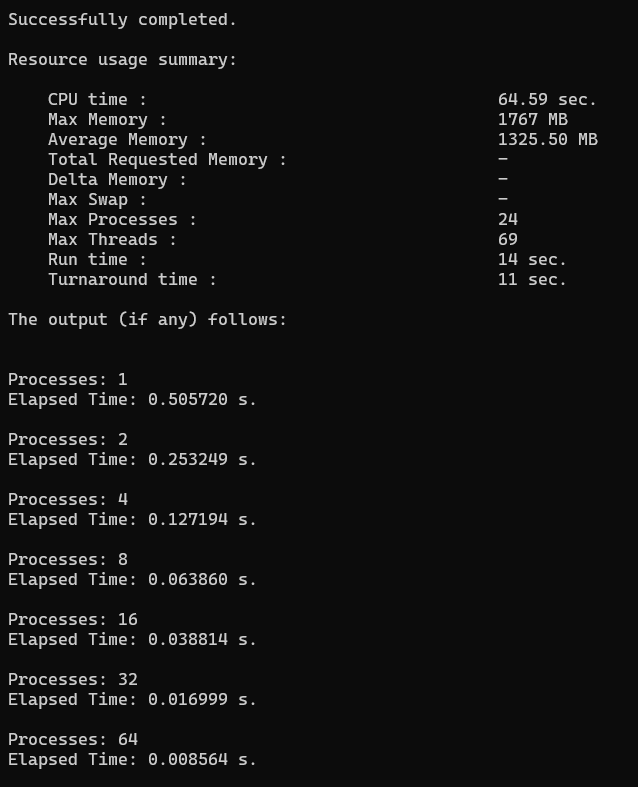 Successfully completed.
Resource usage summary:
CPU time : 64.59 sec.
Max Memory : 1767 MB
Average Memory : 1325.50 MB
Total Requested Memory : -
Delta Memory : -
Max Swap : -
Max Processes : 24
Max Threads : 69
Run time : 14 sec.
Turnaround time : 11 sec.
The output (if any) follows:
Processes: 1
Elapsed Time: 0.505720 s.
Processes: 2
Elapsed Time: 0.253249 s.
Processes: 4
Elapsed Time: 0.127194 s.
Processes: 8
Elapsed Time: 0.063860 s.
Processes: 16
Elapsed Time: 0.038814 s.
Processes: 32
Elapsed Time: 0.016999 s.
Processes: 64
Elapsed Time: 0.008564 s.